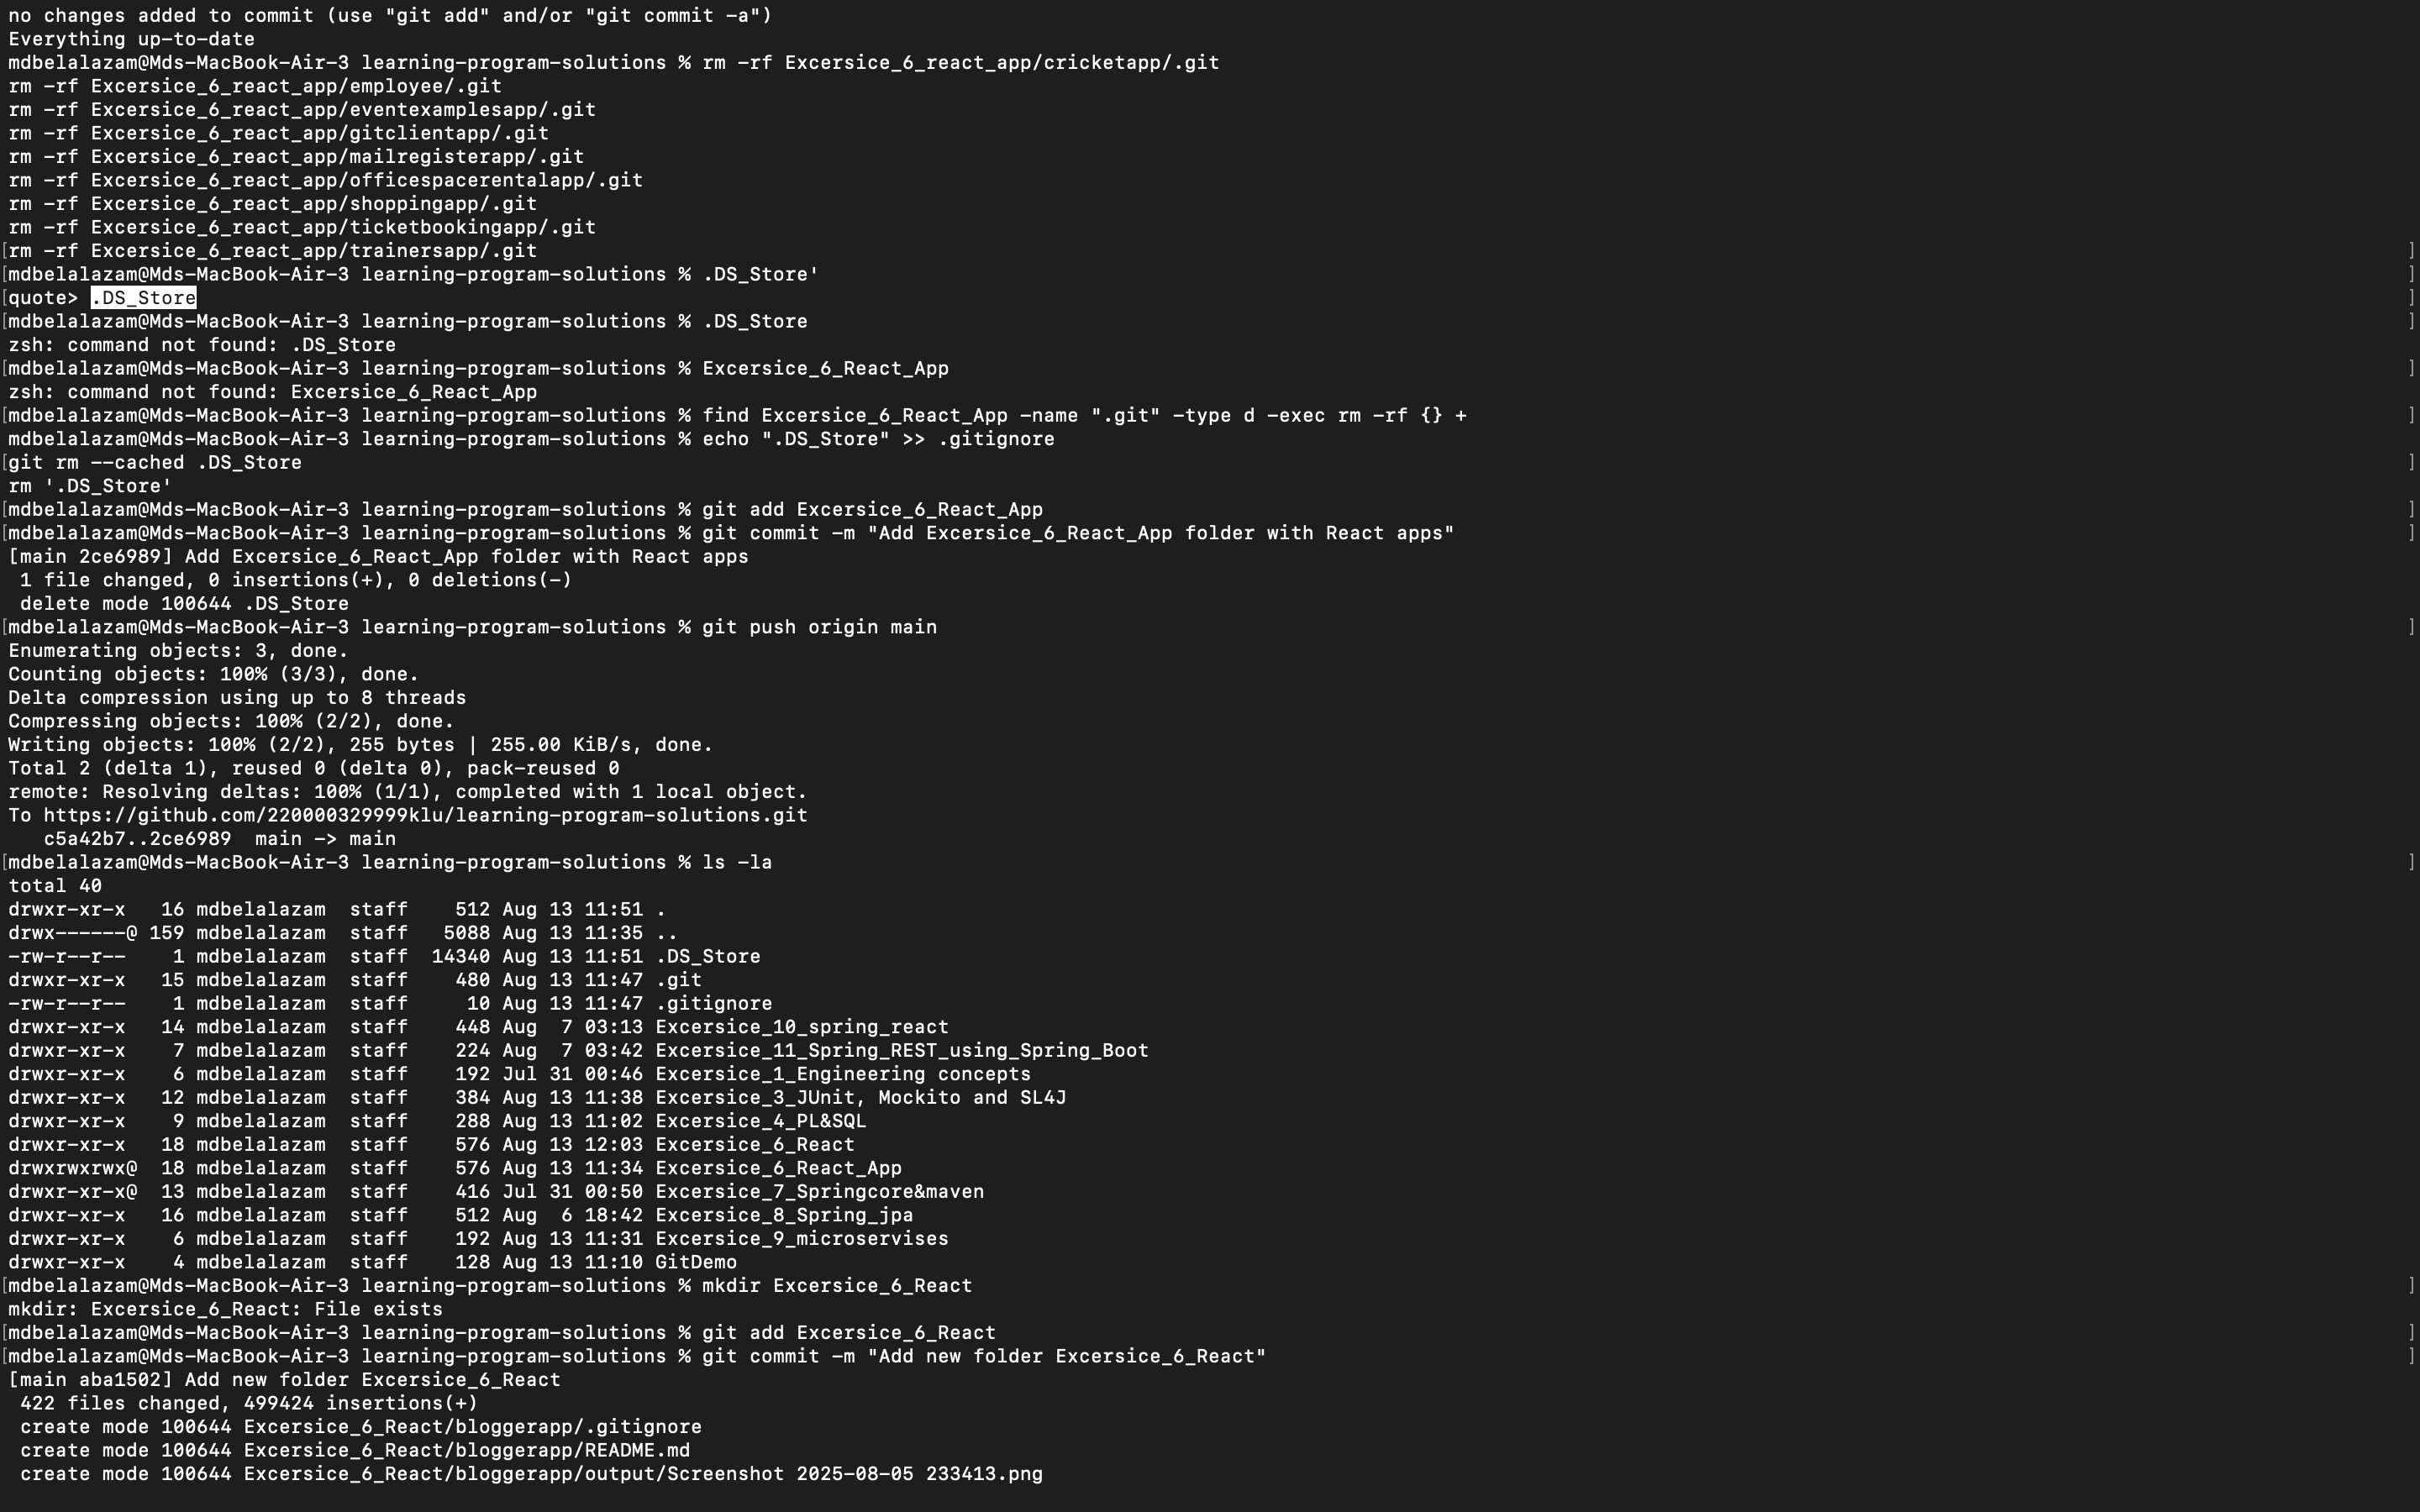 no changes added to commit (use "git add" and/or "git commit -a")
Everything up-to-date
mdbelalazam@Mds-MacBook-Air-3 learning-program-solutions % rm -rf Excersice_6_react_app/cricketapp/.git
rm -rf Excersice_6_react_app/employee/.git
rm -rf Excersice_6_react_app/eventexamplesapp/.git
rm -rf Excersice_6_react_app/gitclientapp/.git
rm -rf Excersice_6_react_app/mailregisterapp/.git
rm -rf Excersice_6_react_app/officespacerentalapp/.git
rm -rf Excersice_6_react_app/shoppingapp/.git
rm -rf Excersice_6_react_app/ticketbookingapp/.git
[rm -rf Excersice_6_react_app/trainersapp/.git ]
[mdbelalazam@Mds-MacBook-Air-3 learning-program-solutions % .DS_Store' ]
[quote> .DS_Store ]
[mdbelalazam@Mds-MacBook-Air-3 learning-program-solutions % .DS_Store ]
zsh: command not found: .DS_Store
[mdbelalazam@Mds-MacBook-Air-3 learning-program-solutions % Excersice_6_React_App ]
zsh: command not found: Excersice_6_React_App
[mdbelalazam@Mds-MacBook-Air-3 learning-program-solutions % find Excersice_6_React_App -name ".git" -type d -exec rm -rf {} + ]
mdbelalazam@Mds-MacBook-Air-3 learning-program-solutions % echo ".DS_Store" >> .gitignore
[git rm --cached .DS_Store ]
rm '.DS_Store'
[mdbelalazam@Mds-MacBook-Air-3 learning-program-solutions % git add Excersice_6_React_App ]
[mdbelalazam@Mds-MacBook-Air-3 learning-program-solutions % git commit -m "Add Excersice_6_React_App folder with React apps" ]
[main 2ce6989] Add Excersice_6_React_App folder with React apps
 1 file changed, 0 insertions(+), 0 deletions(-)
 delete mode 100644 .DS_Store
[mdbelalazam@Mds-MacBook-Air-3 learning-program-solutions % git push origin main ]
Enumerating objects: 3, done.
Counting objects: 100% (3/3), done.
Delta compression using up to 8 threads
Compressing objects: 100% (2/2), done.
Writing objects: 100% (2/2), 255 bytes | 255.00 KiB/s, done.
Total 2 (delta 1), reused 0 (delta 0), pack-reused 0
remote: Resolving deltas: 100% (1/1), completed with 1 local object.
To https://github.com/220000329999klu/learning-program-solutions.git
   c5a42b7..2ce6989  main -> main
[mdbelalazam@Mds-MacBook-Air-3 learning-program-solutions % ls -la ]
total 40
drwxr-xr-x   16 mdbelalazam  staff    512 Aug 13 11:51 .
drwx------@ 159 mdbelalazam  staff   5088 Aug 13 11:35 ..
-rw-r--r--    1 mdbelalazam  staff  14340 Aug 13 11:51 .DS_Store
drwxr-xr-x   15 mdbelalazam  staff    480 Aug 13 11:47 .git
-rw-r--r--    1 mdbelalazam  staff     10 Aug 13 11:47 .gitignore
drwxr-xr-x   14 mdbelalazam  staff    448 Aug  7 03:13 Excersice_10_spring_react
drwxr-xr-x    7 mdbelalazam  staff    224 Aug  7 03:42 Excersice_11_Spring_REST_using_Spring_Boot
drwxr-xr-x    6 mdbelalazam  staff    192 Jul 31 00:46 Excersice_1_Engineering concepts
drwxr-xr-x   12 mdbelalazam  staff    384 Aug 13 11:38 Excersice_3_JUnit, Mockito and SL4J
drwxr-xr-x    9 mdbelalazam  staff    288 Aug 13 11:02 Excersice_4_PL&SQL
drwxr-xr-x   18 mdbelalazam  staff    576 Aug 13 12:03 Excersice_6_React
drwxrwxrwx@  18 mdbelalazam  staff    576 Aug 13 11:34 Excersice_6_React_App
drwxr-xr-x@  13 mdbelalazam  staff    416 Jul 31 00:50 Excersice_7_Springcore&maven
drwxr-xr-x   16 mdbelalazam  staff    512 Aug  6 18:42 Excersice_8_Spring_jpa
drwxr-xr-x    6 mdbelalazam  staff    192 Aug 13 11:31 Excersice_9_microservises
drwxr-xr-x    4 mdbelalazam  staff    128 Aug 13 11:10 GitDemo
[mdbelalazam@Mds-MacBook-Air-3 learning-program-solutions % mkdir Excersice_6_React ]
mkdir: Excersice_6_React: File exists
[mdbelalazam@Mds-MacBook-Air-3 learning-program-solutions % git add Excersice_6_React ]
[mdbelalazam@Mds-MacBook-Air-3 learning-program-solutions % git commit -m "Add new folder Excersice_6_React" ]
[main aba1502] Add new folder Excersice_6_React
 422 files changed, 499424 insertions(+)
 create mode 100644 Excersice_6_React/bloggerapp/.gitignore
 create mode 100644 Excersice_6_React/bloggerapp/README.md
 create mode 100644 Excersice_6_React/bloggerapp/output/Screenshot 2025-08-05 233413.png